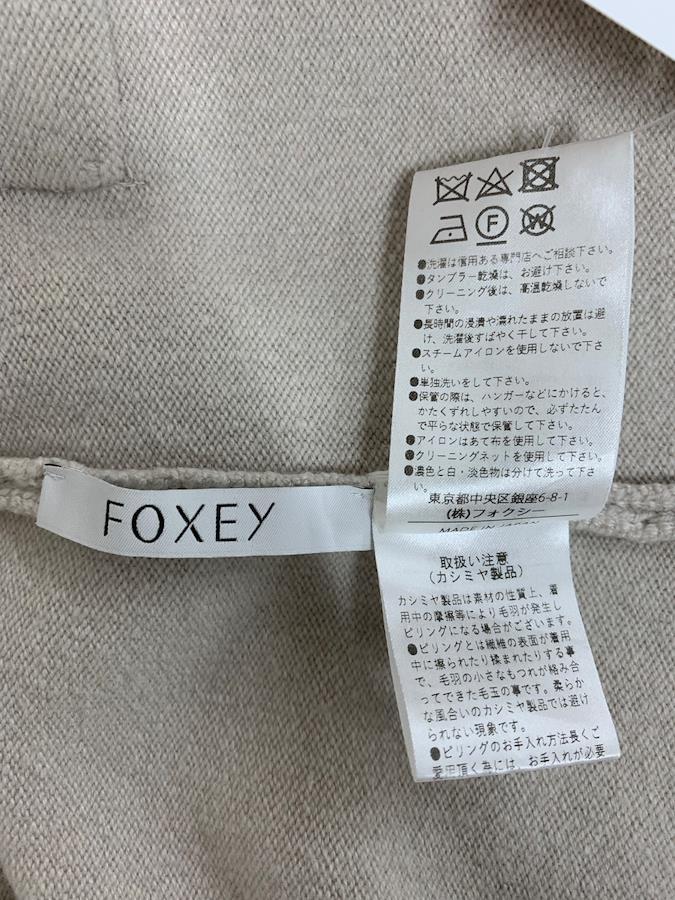 F
W
●洗濯は信用ある専門店へご相談下さい。
●タンブラー乾燥は、お避け下さい。
●クリーニング後は、高温乾燥しないで
下さい。
●長時間の浸漬や濡れたままの放置は避
け、洗濯後すばやく干して下さい。
●スチームアイロンを使用しないで下さ
い。
●単独洗いをして下さい。
●保管の際は、ハンガーなどにかけると、
かたくずれしやすいので、必ずたたん
で平らな状態で保管して下さい。
●アイロンはあて布を使用して下さい。
●クリーニングネットを使用して下さい。
●濃色と白・淡色物は分けて洗って下さ
い。
東京都中央区銀座6-8-1
(株)フォクシー
MADE IN JAPAN
FOXEY
取扱い注意
(カシミヤ製品)
カシミヤ製品は素材の性質上、着
用中の摩擦等により毛羽が発生し
ピリングになる場合がございます。
●ピリングとは繊維の表面が着用
中に擦られたり揉まれたりする事
で、毛羽の小さなもつれが絡み合
ってできた毛玉の事です。柔らか
な風合いのカシミヤ製品では避け
られない現象です。
●ピリングのお手入れ方法長くご
愛用頂く為には、お手入れが必要